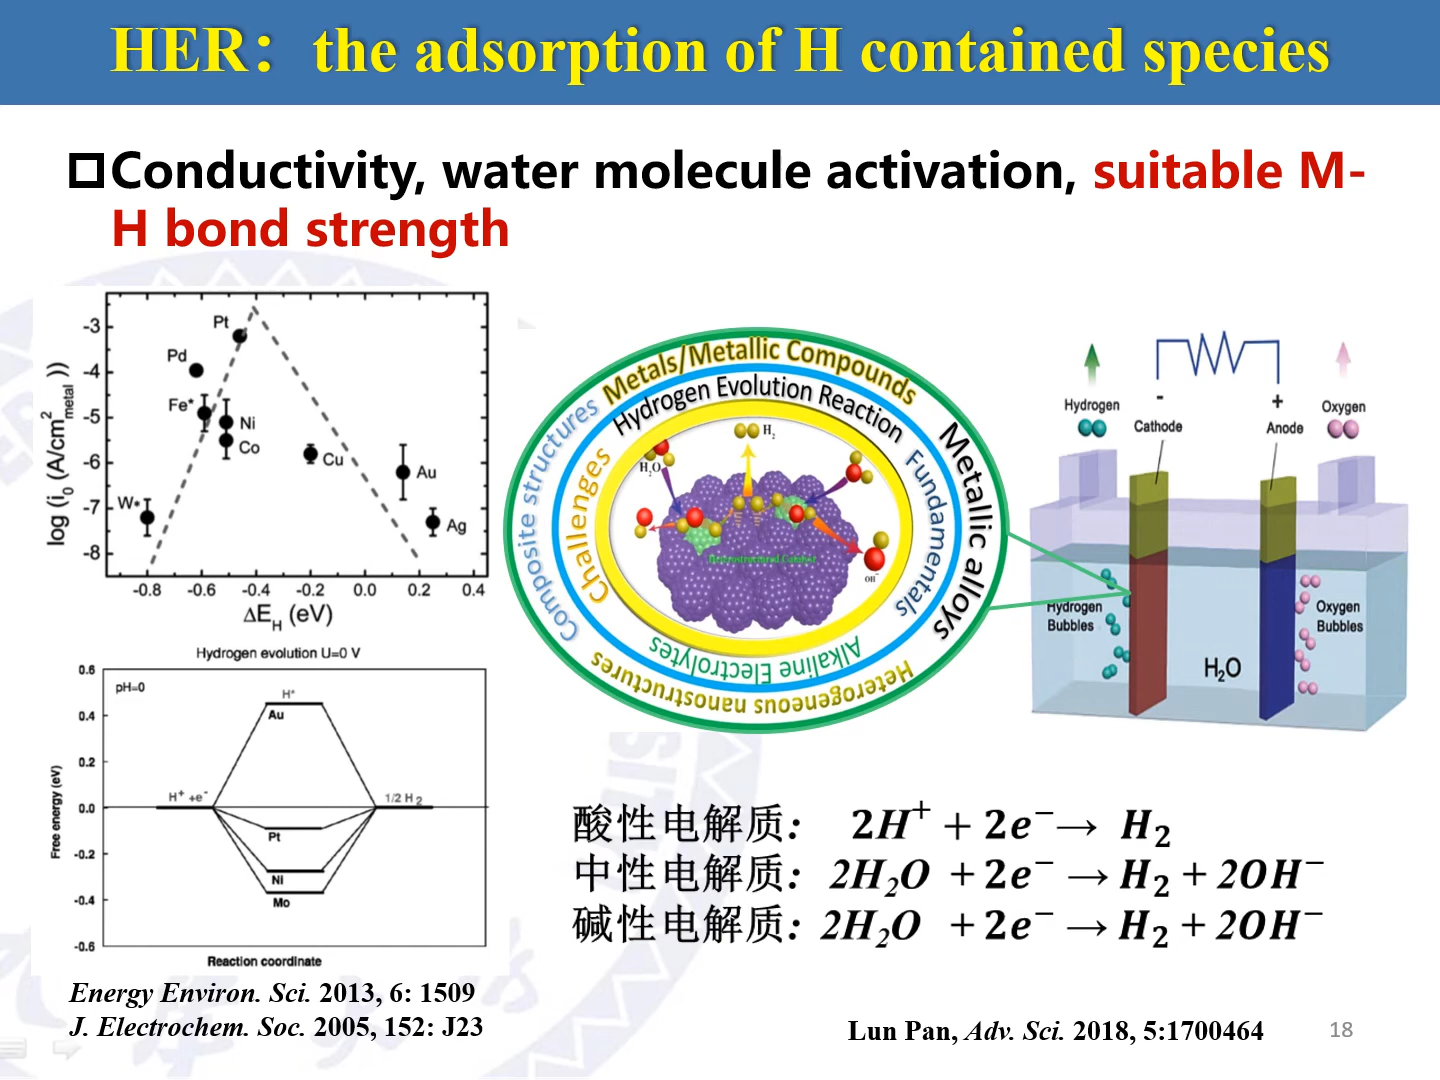 HER：the adsorption of H contained species
Conductivity, water molecule activation, suitable M-
H bond strength
log (i0 (A/cm2metal))
-3
-4
-5
-6
-7
-8
Pt
Pd
Fe*
Ni
Co
Cu
Au
W*
Ag
-0.8 -0.6 -0.4 -0.2 0.0 0.2 0.4
ΔEH (eV)
Hydrogen evolution U=0 V
pH=0
Free energy (eV)
0.6
0.4
0.2
0.0
-0.2
-0.4
-0.6
H*
Au
H+ +e-
1/2 H2
Pt
Ni
Mo
Reaction coordinate
Energy Environ. Sci. 2013, 6: 1509
J. Electrochem. Soc. 2005, 152: J23
Metals/Metallic Compounds
Metallic alloys
Heterogeneous nanostructures
Composite structures
Hydrogen Evolution Reaction
Fundamentals
Alkaline Electrolytes
Challenges
H2O
H2
OH-
Hydrogen
-
Cathode
+
Anode
Oxygen
Hydrogen
Bubbles
Oxygen
Bubbles
H2O
酸性电解质: 2H+ + 2e− → H2
中性电解质: 2H2O + 2e− → H2 + 2OH−
碱性电解质: 2H2O + 2e− → H2 + 2OH−
Lun Pan, Adv. Sci. 2018, 5:1700464
18